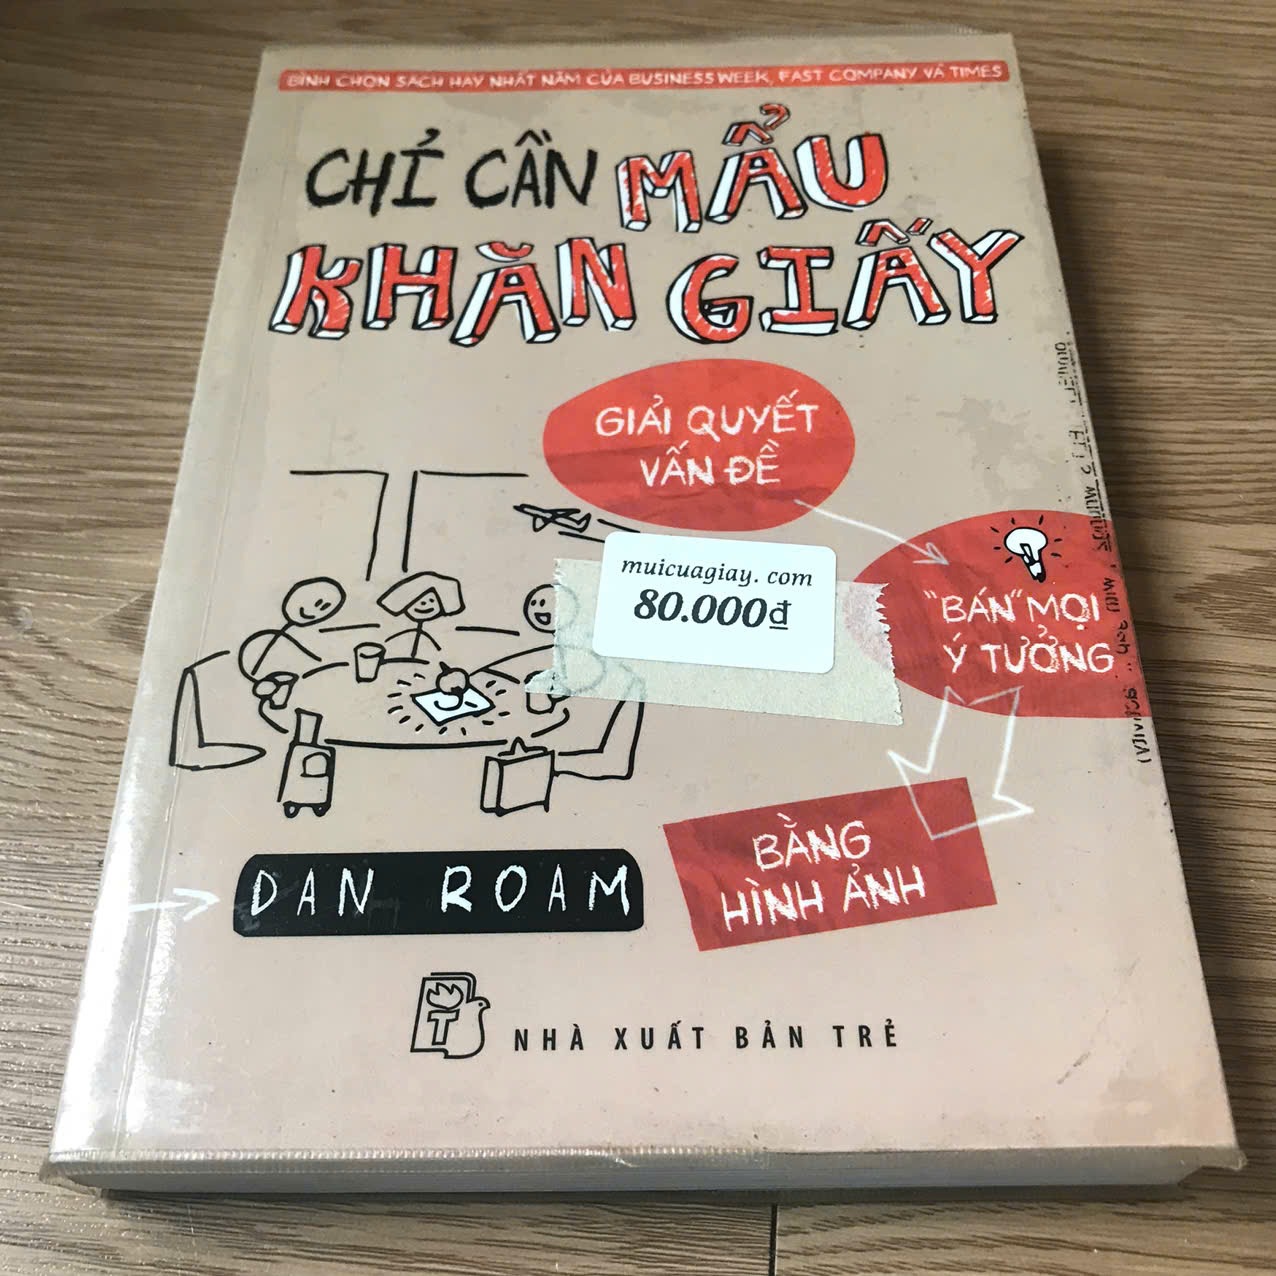 BÌNH CHỌN SÁCH HAY NHẤT NĂM CỦA BUSINESS WEEK, FAST COMPANY VÀ TIMES
CHỈ CẦN MẨU
KHĂN GIẤY
GIẢI QUYẾT
VẤN ĐỀ
muicuagiay. com
80.000đ
"BÁN" MỌI
Ý TƯỞNG
BẰNG
HÌNH ẢNH
DAN ROAM
T
NHÀ XUẤT BẢN TRẺ